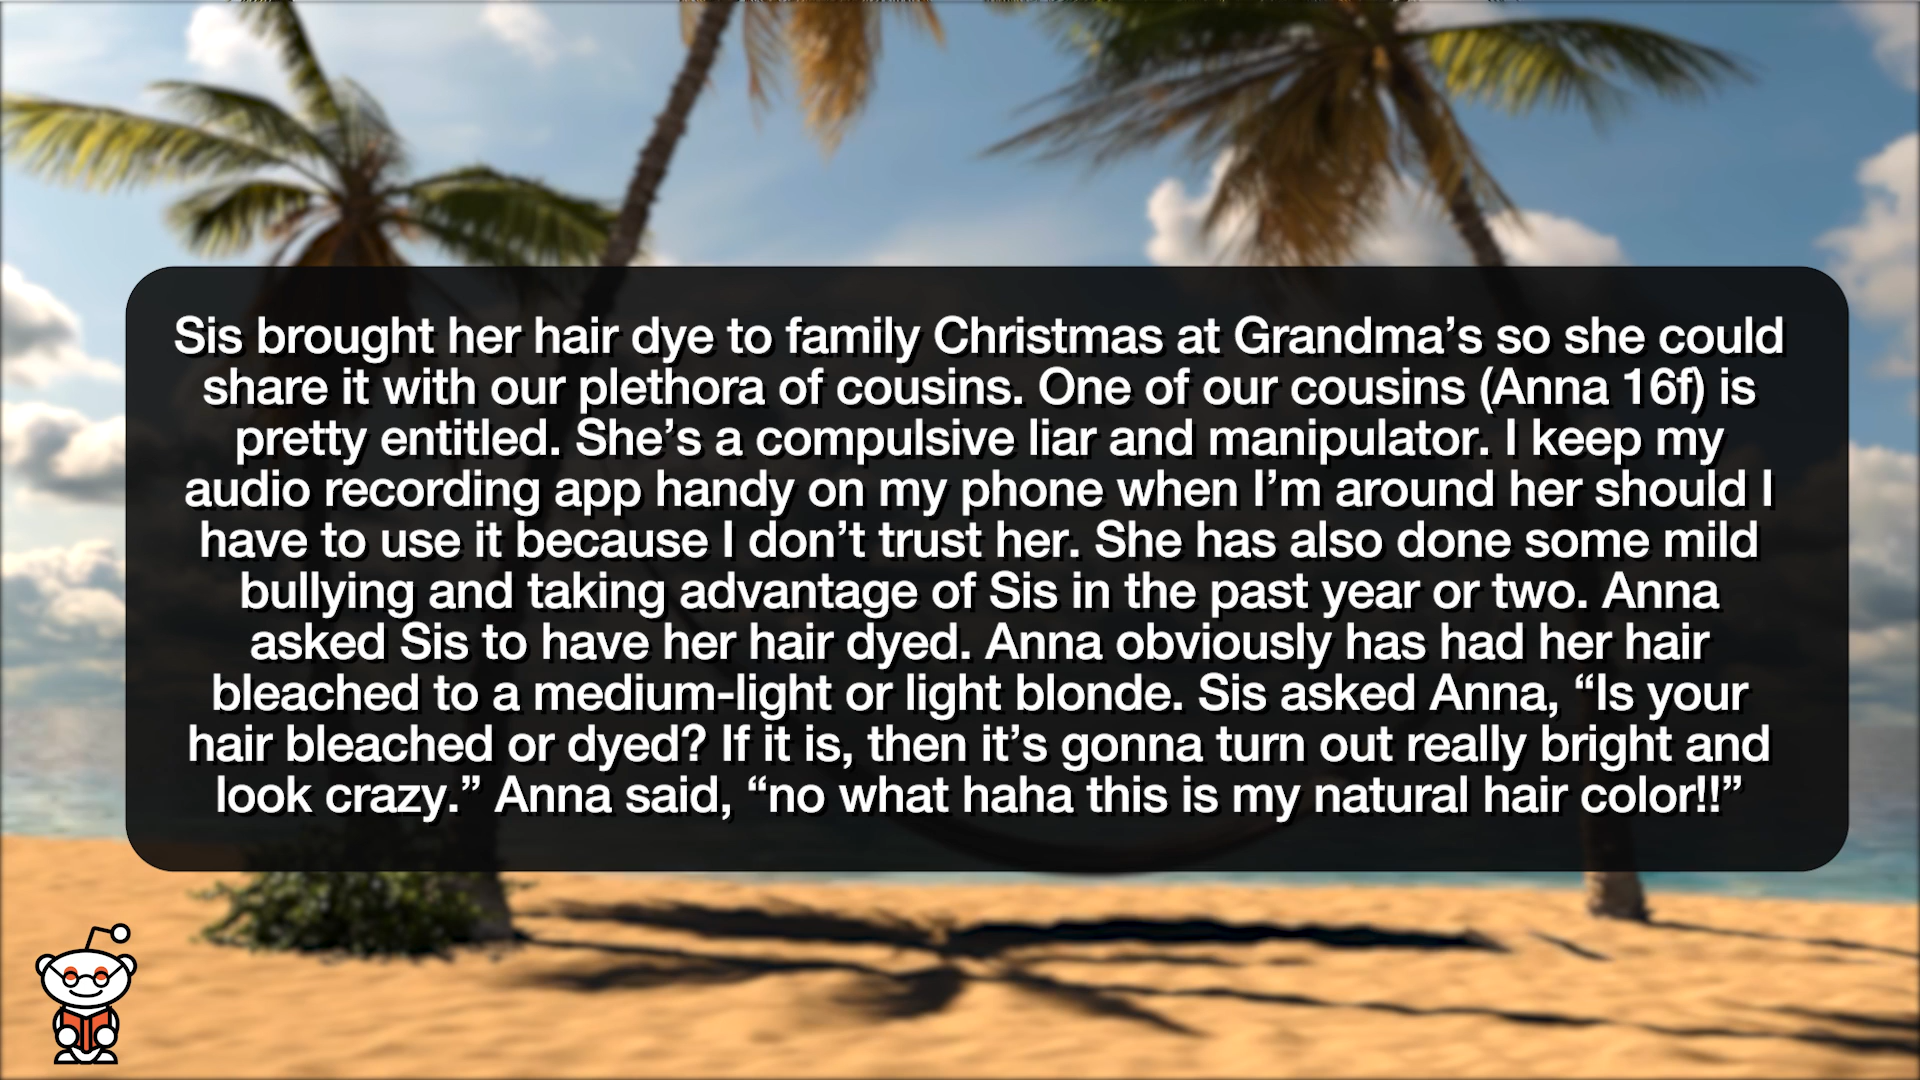 Sis brought her hair dye to family Christmas at Grandma’s so she could
share it with our plethora of cousins. One of our cousins (Anna 16f) is
pretty entitled. She’s a compulsive liar and manipulator. I keep my
audio recording app handy on my phone when I’m around her should I
have to use it because I don’t trust her. She has also done some mild
bullying and taking advantage of Sis in the past year or two. Anna
asked Sis to have her hair dyed. Anna obviously has had her hair
bleached to a medium-light or light blonde. Sis asked Anna, “Is your
hair bleached or dyed? If it is, then it’s gonna turn out really bright and
look crazy.” Anna said, “no what haha this is my natural hair color!!”